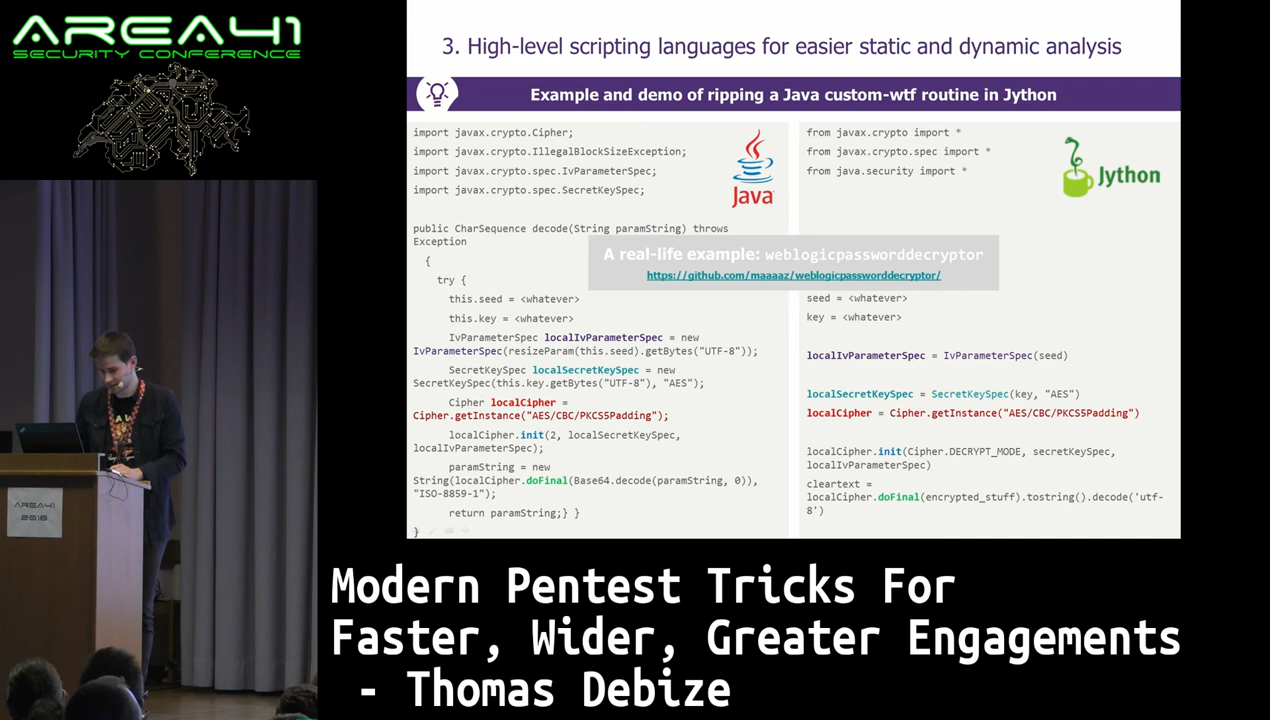 AREA41
SECURITY CONFERENCE
3. High-level scripting languages for easier static and dynamic analysis
Example and demo of ripping a Java custom-wtf routine in Jython
import javax.crypto.Cipher;
import javax.crypto.IllegalBlockSizeException;
import javax.crypto.spec.IvParameterSpec;
import javax.crypto.spec.SecretKeySpec;
Java
public CharSequence decode(String paramString) throws
Exception
{
try {
this.seed = <whatever>
this.key = <whatever>
IvParameterSpec localIvParameterSpec = new
IvParameterSpec(resizeParam(this.seed).getBytes("UTF-8"));
SecretKeySpec localSecretKeySpec = new
SecretKeySpec(this.key.getBytes("UTF-8"), "AES");
Cipher localCipher =
Cipher.getInstance("AES/CBC/PKCS5Padding");
localCipher.init(2, localSecretKeySpec,
localIvParameterSpec);
paramString = new
String(localCipher.doFinal(Base64.decode(paramString, 0)),
"ISO-8859-1");
return paramString;} }
}
from javax.crypto import *
from javax.crypto.spec import *
from java.security import *
Jython
A real-life example: weblogicpassworddecryptor
https://github.com/maaaaz/weblogicpassworddecryptor/
seed = <whatever>
key = <whatever>
localIvParameterSpec = IvParameterSpec(seed)
localSecretKeySpec = SecretKeySpec(key, "AES")
localCipher = Cipher.getInstance("AES/CBC/PKCS5Padding")
localCipher.init(Cipher.DECRYPT_MODE, secretKeySpec,
localIvParameterSpec)
cleartext =
localCipher.doFinal(encrypted_stuff).tostring().decode('utf-
8')
AREA41
2018
Modern Pentest Tricks For
Faster, Wider, Greater Engagements
- Thomas Debize